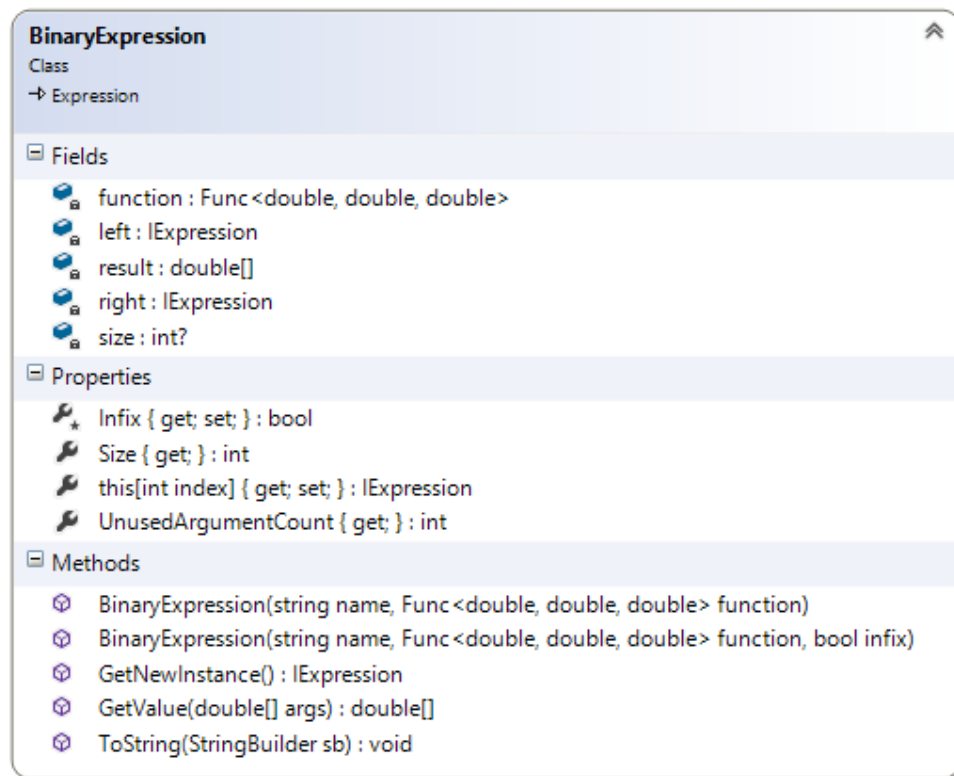 BinaryExpression
Class
Expression
Fields
function : Func<double, double, double>
left : IExpression
result : double[]
right : IExpression
size : int?
Properties
Infix { get; set; } : bool
Size { get; } : int
this[int index] { get; set; } : IExpression
UnusedArgumentCount { get; } : int
Methods
BinaryExpression(string name, Func<double, double, double> function)
BinaryExpression(string name, Func<double, double, double> function, bool infix)
GetNewInstance() : IExpression
GetValue(double[] args) : double[]
ToString(StringBuilder sb) : void